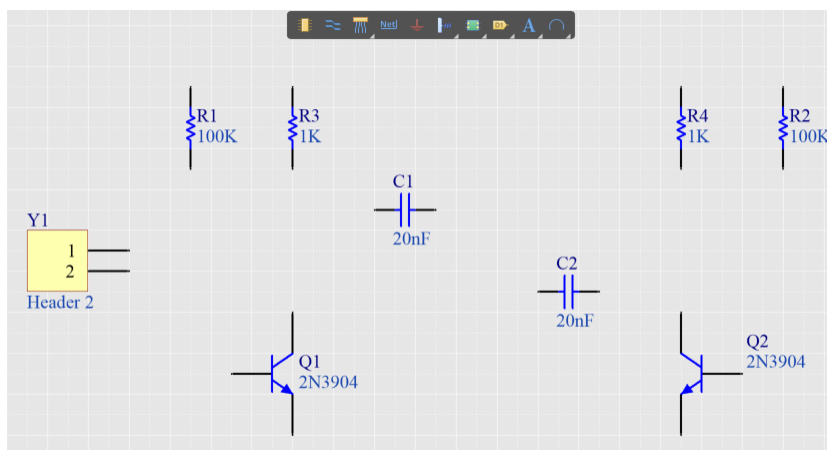 Net
D1
A
R1
100K
R3
1K
R4
1K
R2
100K
C1
20nF
Y1
1
2
Header 2
C2
20nF
Q1
2N3904
Q2
2N3904